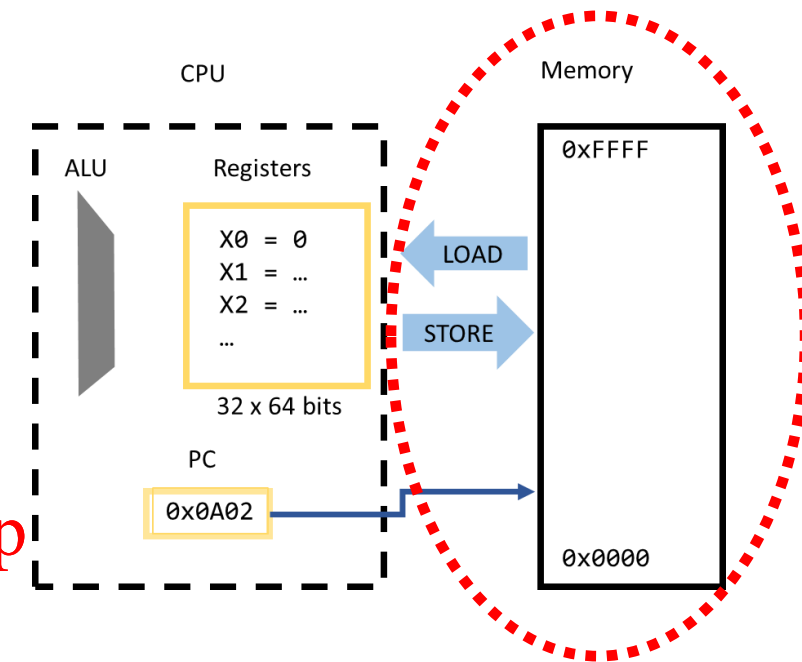 CPU
Memory
ALU
Registers
0xFFFF
X0 = 0
X1 = …
X2 = …
…
LOAD
STORE
32 x 64 bits
PC
0x0A02
p
0x0000